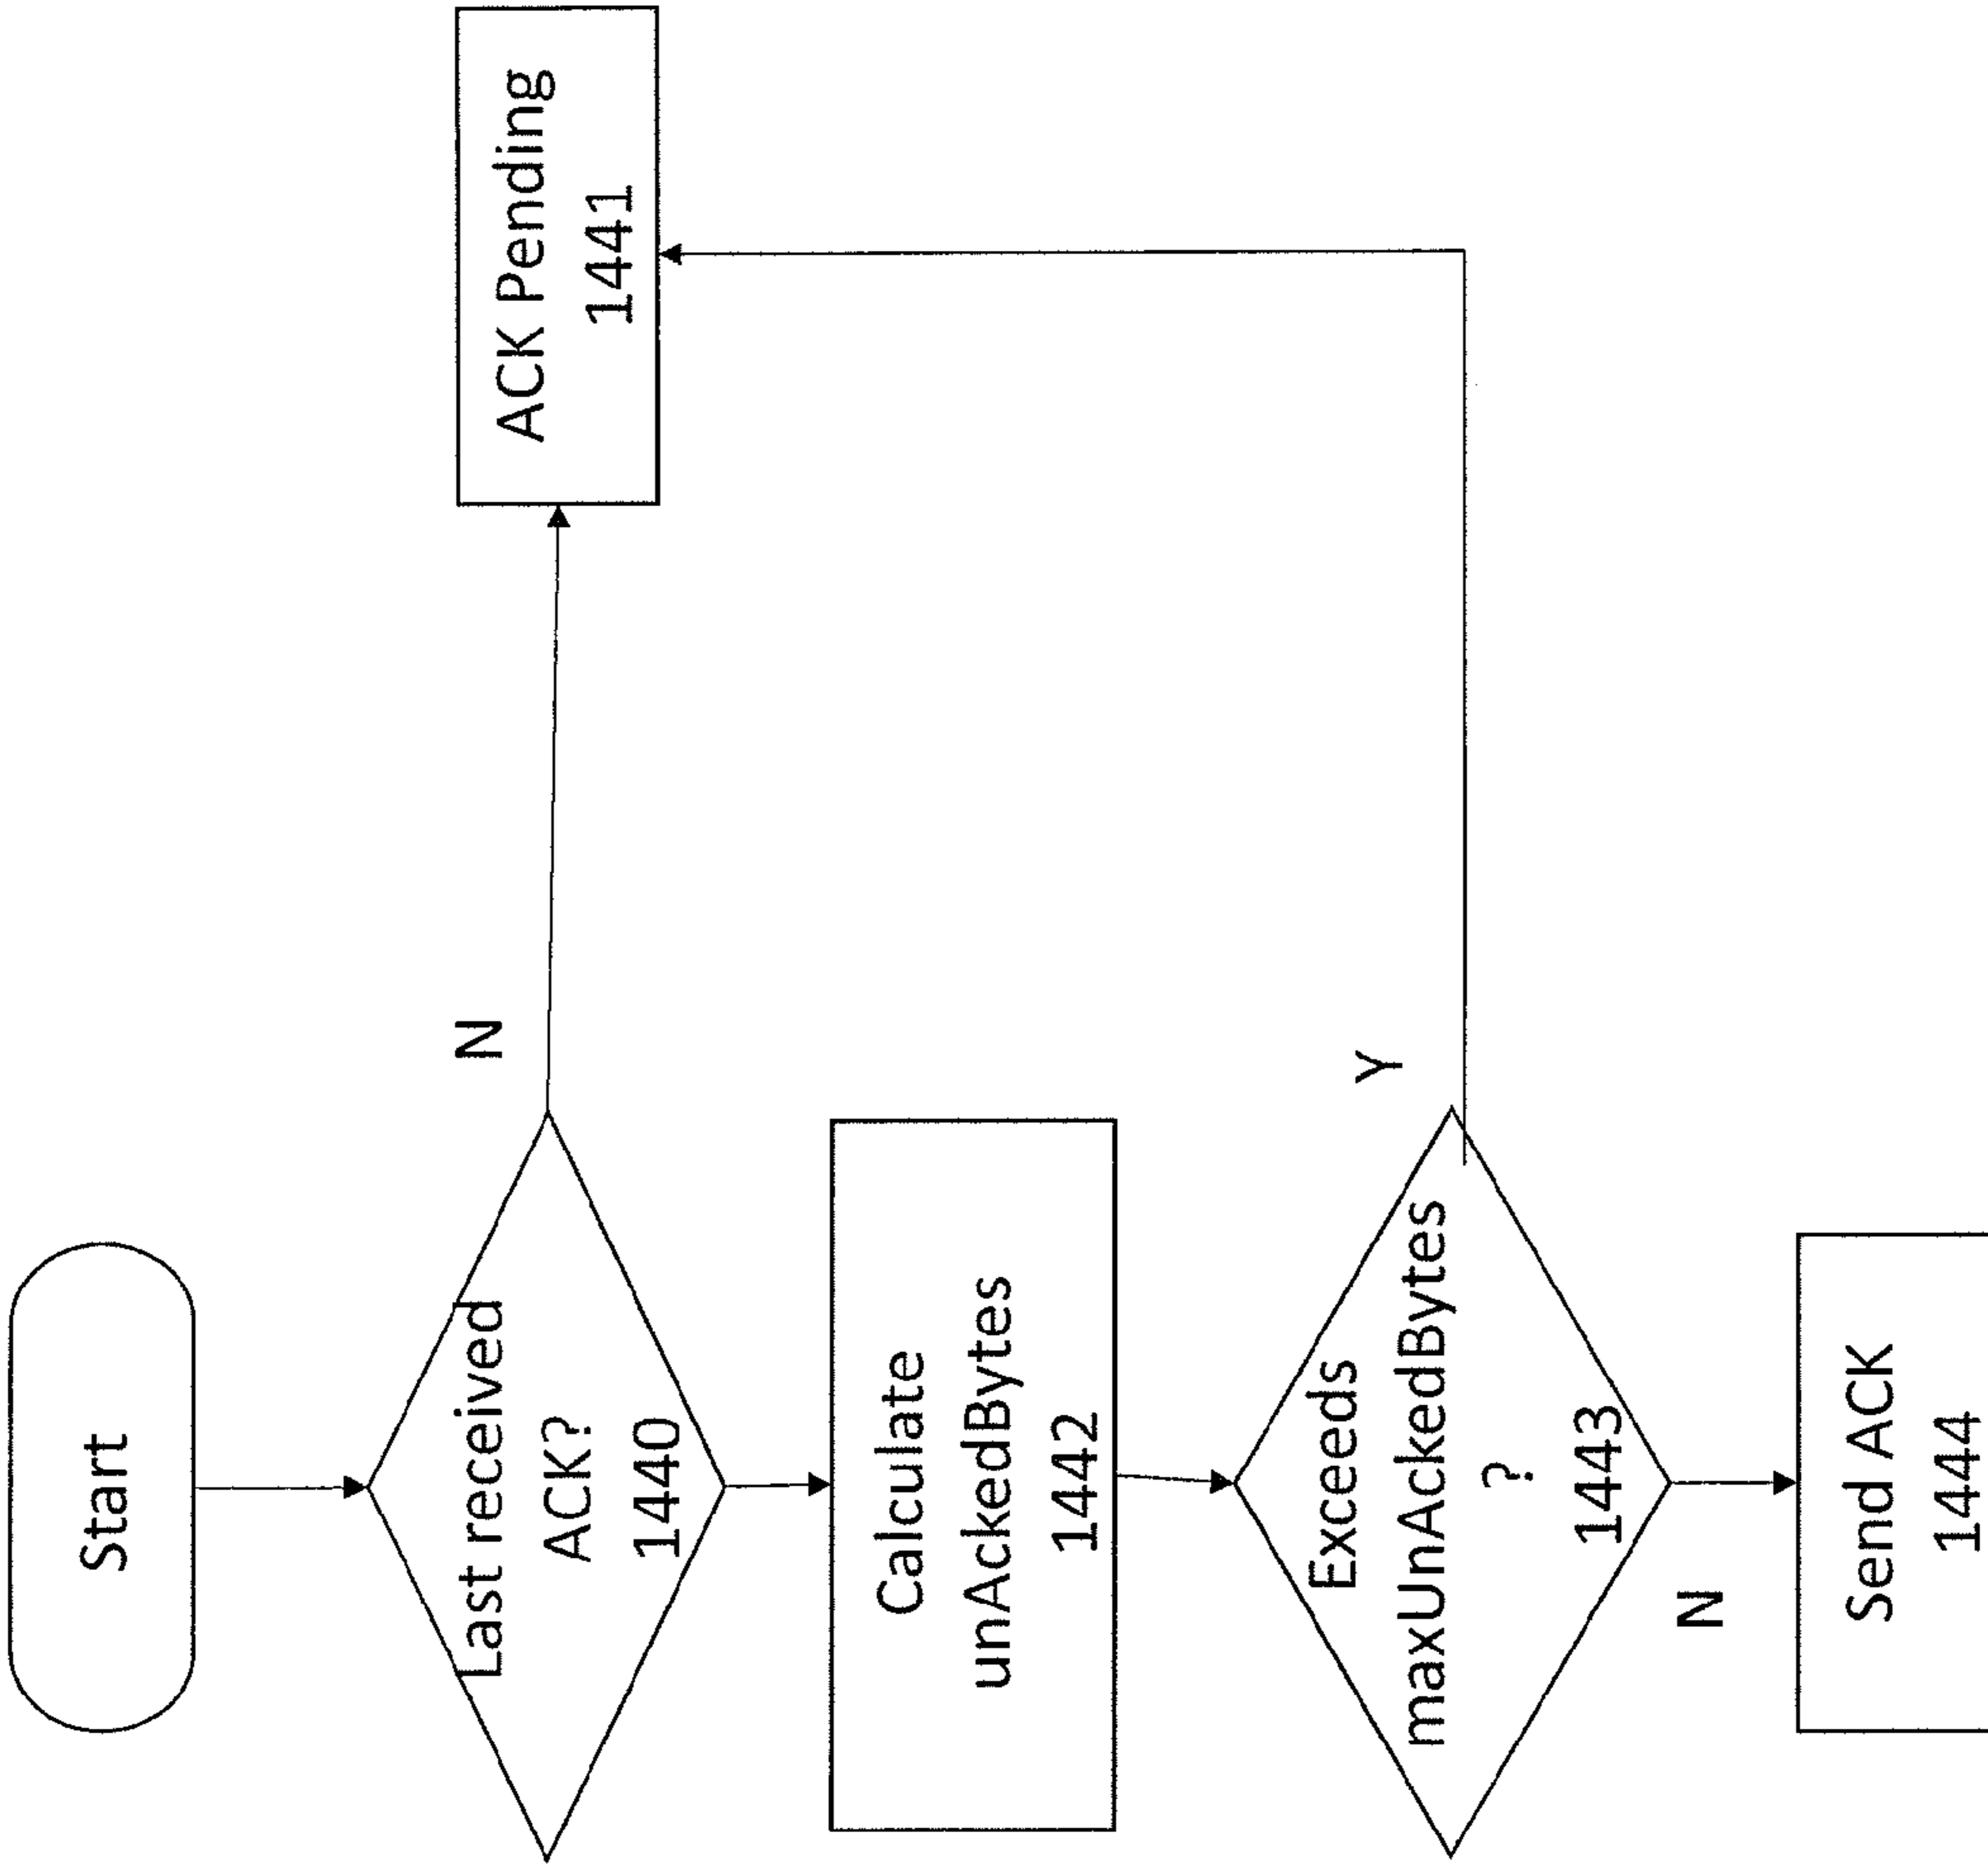 Start
Last received
ACK?
1440
N
ACK Pending
1441
Calculate
unAckedBytes
1442
Exceeds
maxUnAckedBytes
?
1443
Y
N
Send ACK
1444